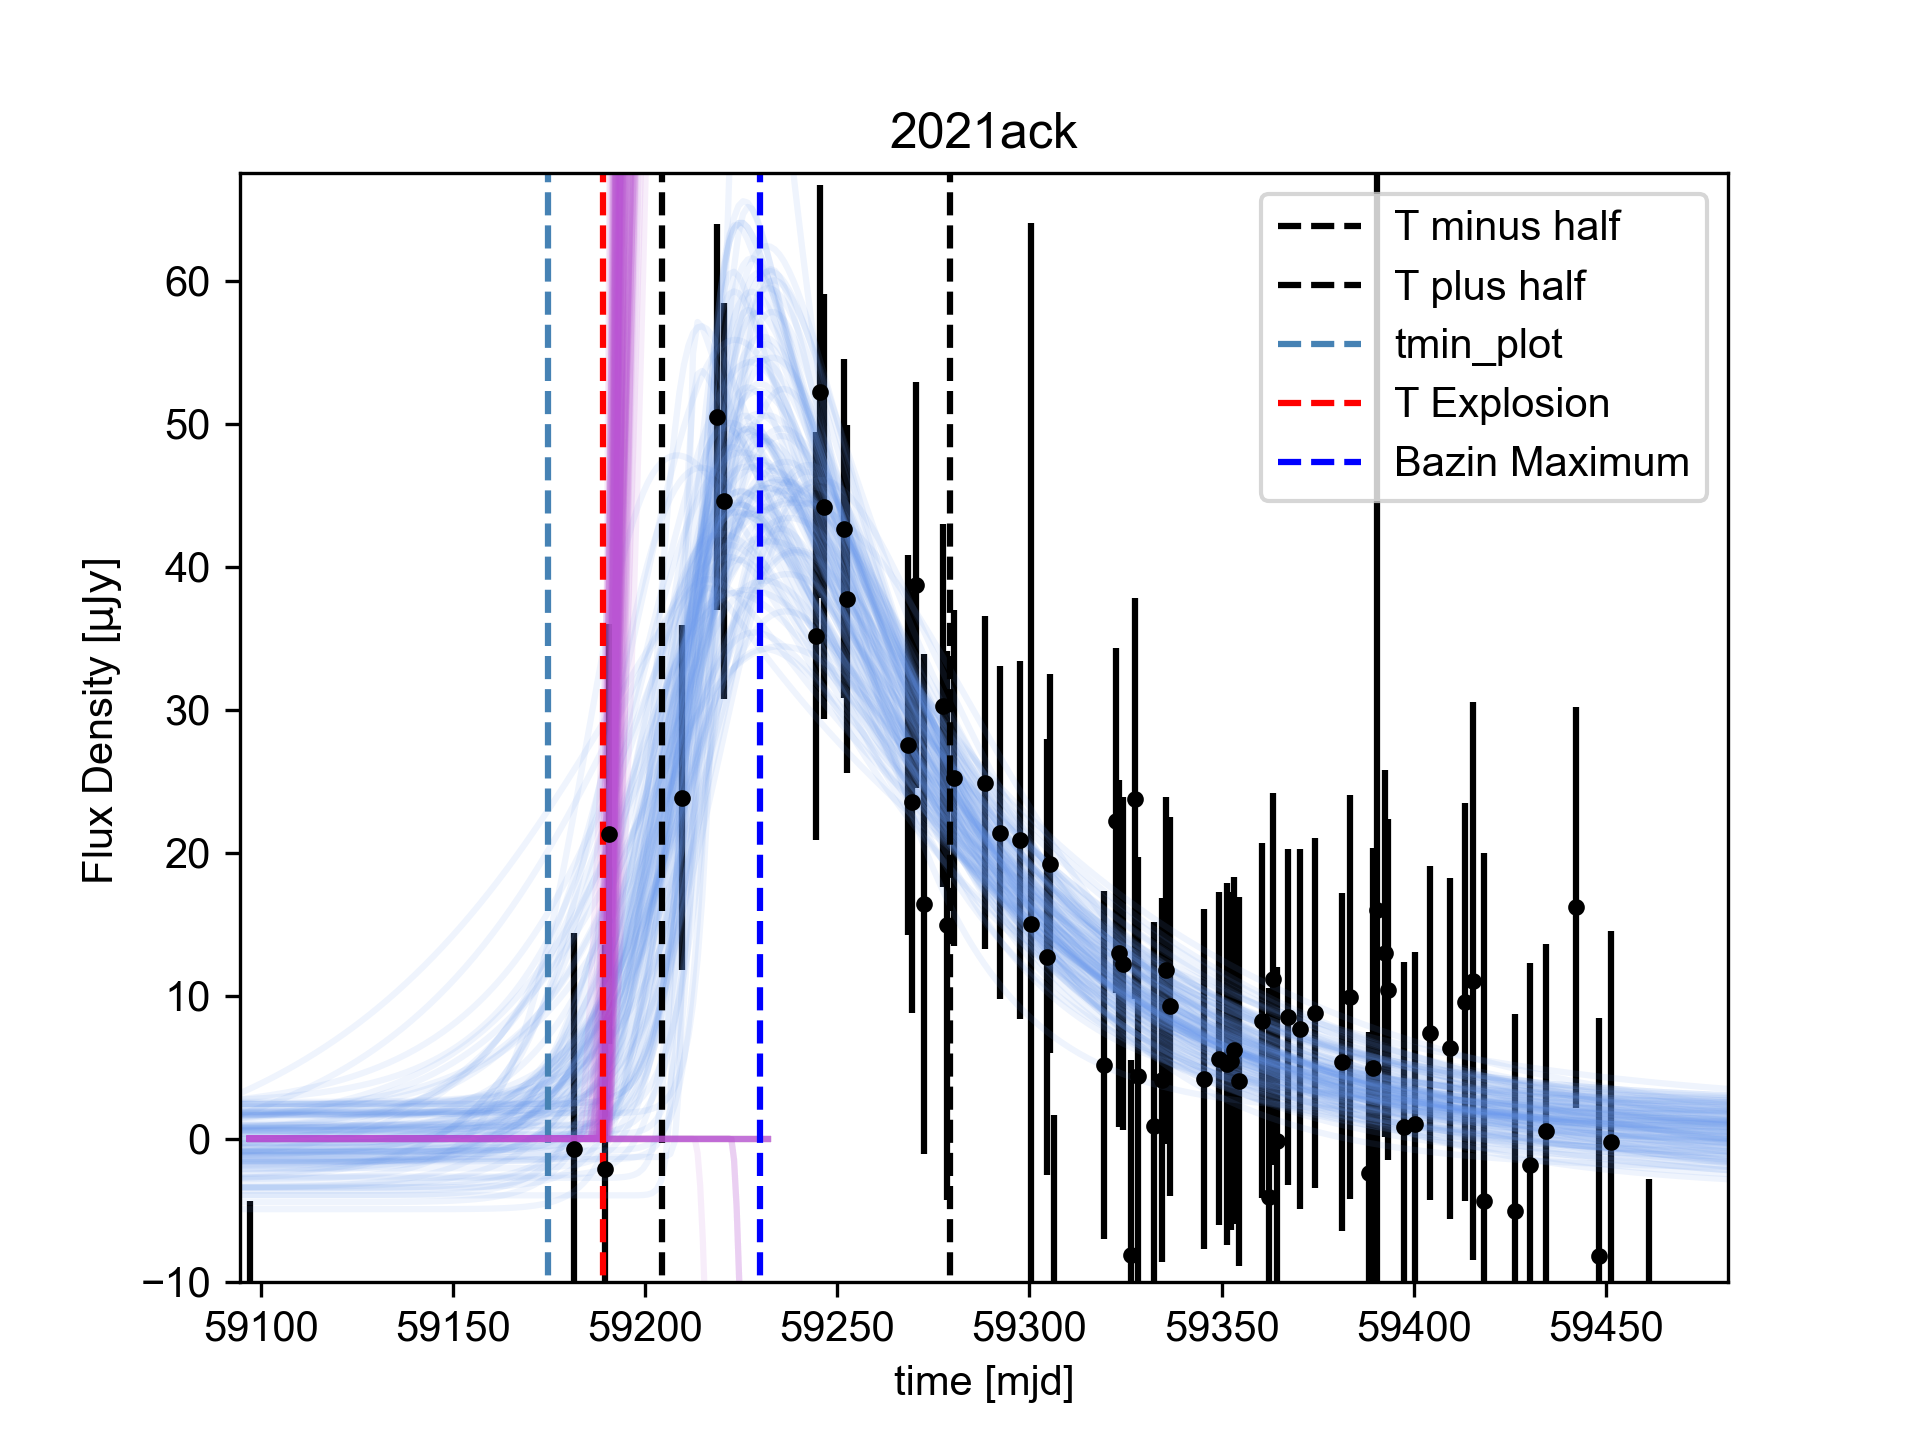 2021ack
T minus half
T plus half
tmin_plot
T Explosion
Bazin Maximum
Flux Density [µJy]
60
50
40
30
20
10
0
−10
59100 59150 59200 59250 59300 59350 59400 59450
time [mjd]